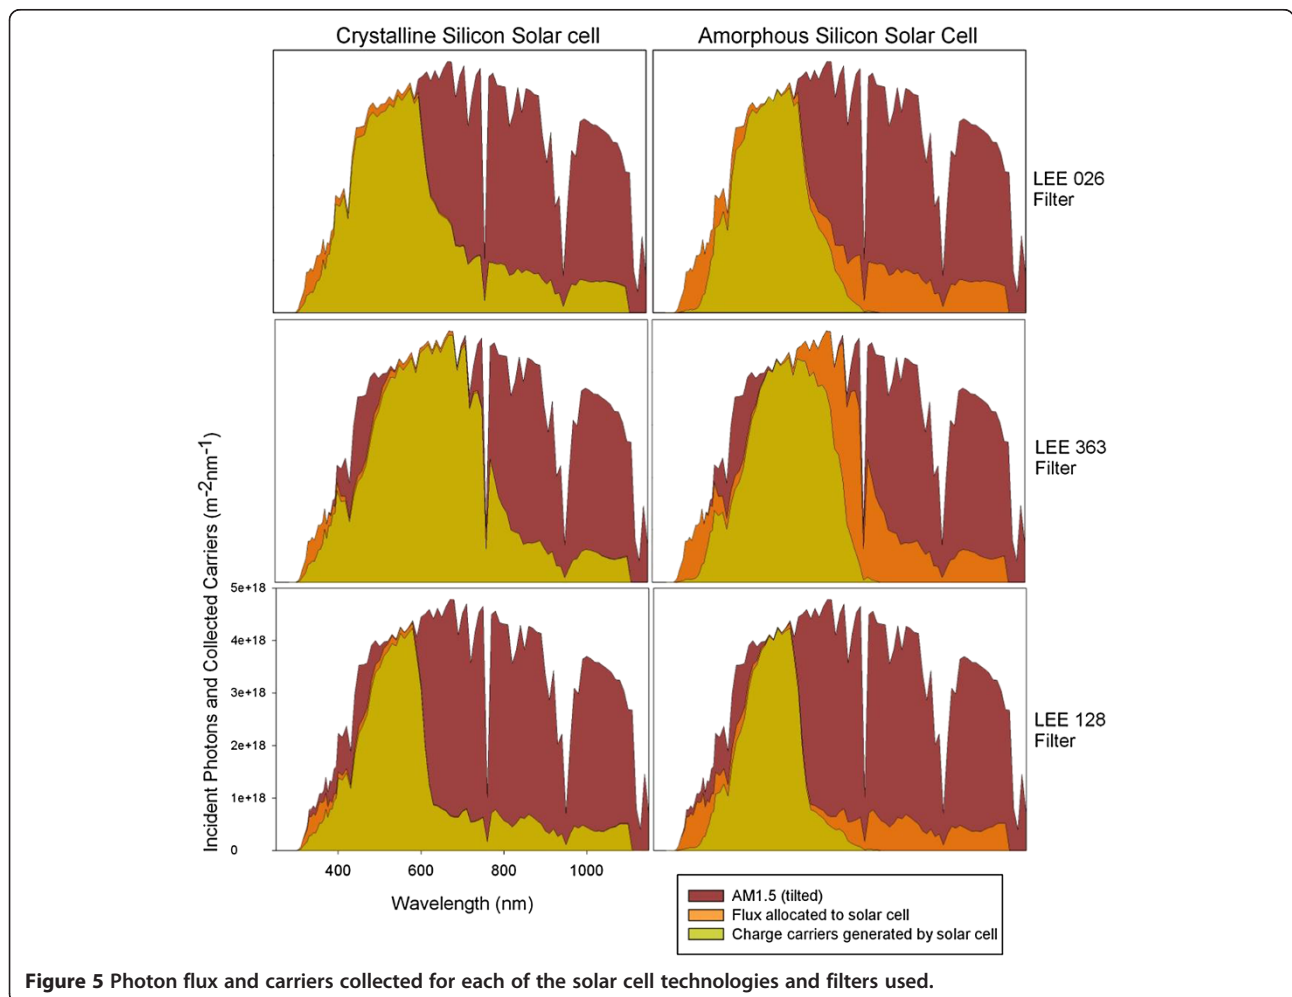 Crystalline Silicon Solar cell
Amorphous Silicon Solar Cell
LEE 026
Filter
LEE 363
Filter
LEE 128
Filter
Incident Photons and Collected Carriers (m-2nm-1)
5e+18
4e+18
3e+18
2e+18
1e+18
0
400 600 800 1000
Wavelength (nm)
AM1.5 (tilted)
Flux allocated to solar cell
Charge carriers generated by solar cell
Figure 5 Photon flux and carriers collected for each of the solar cell technologies and filters used.